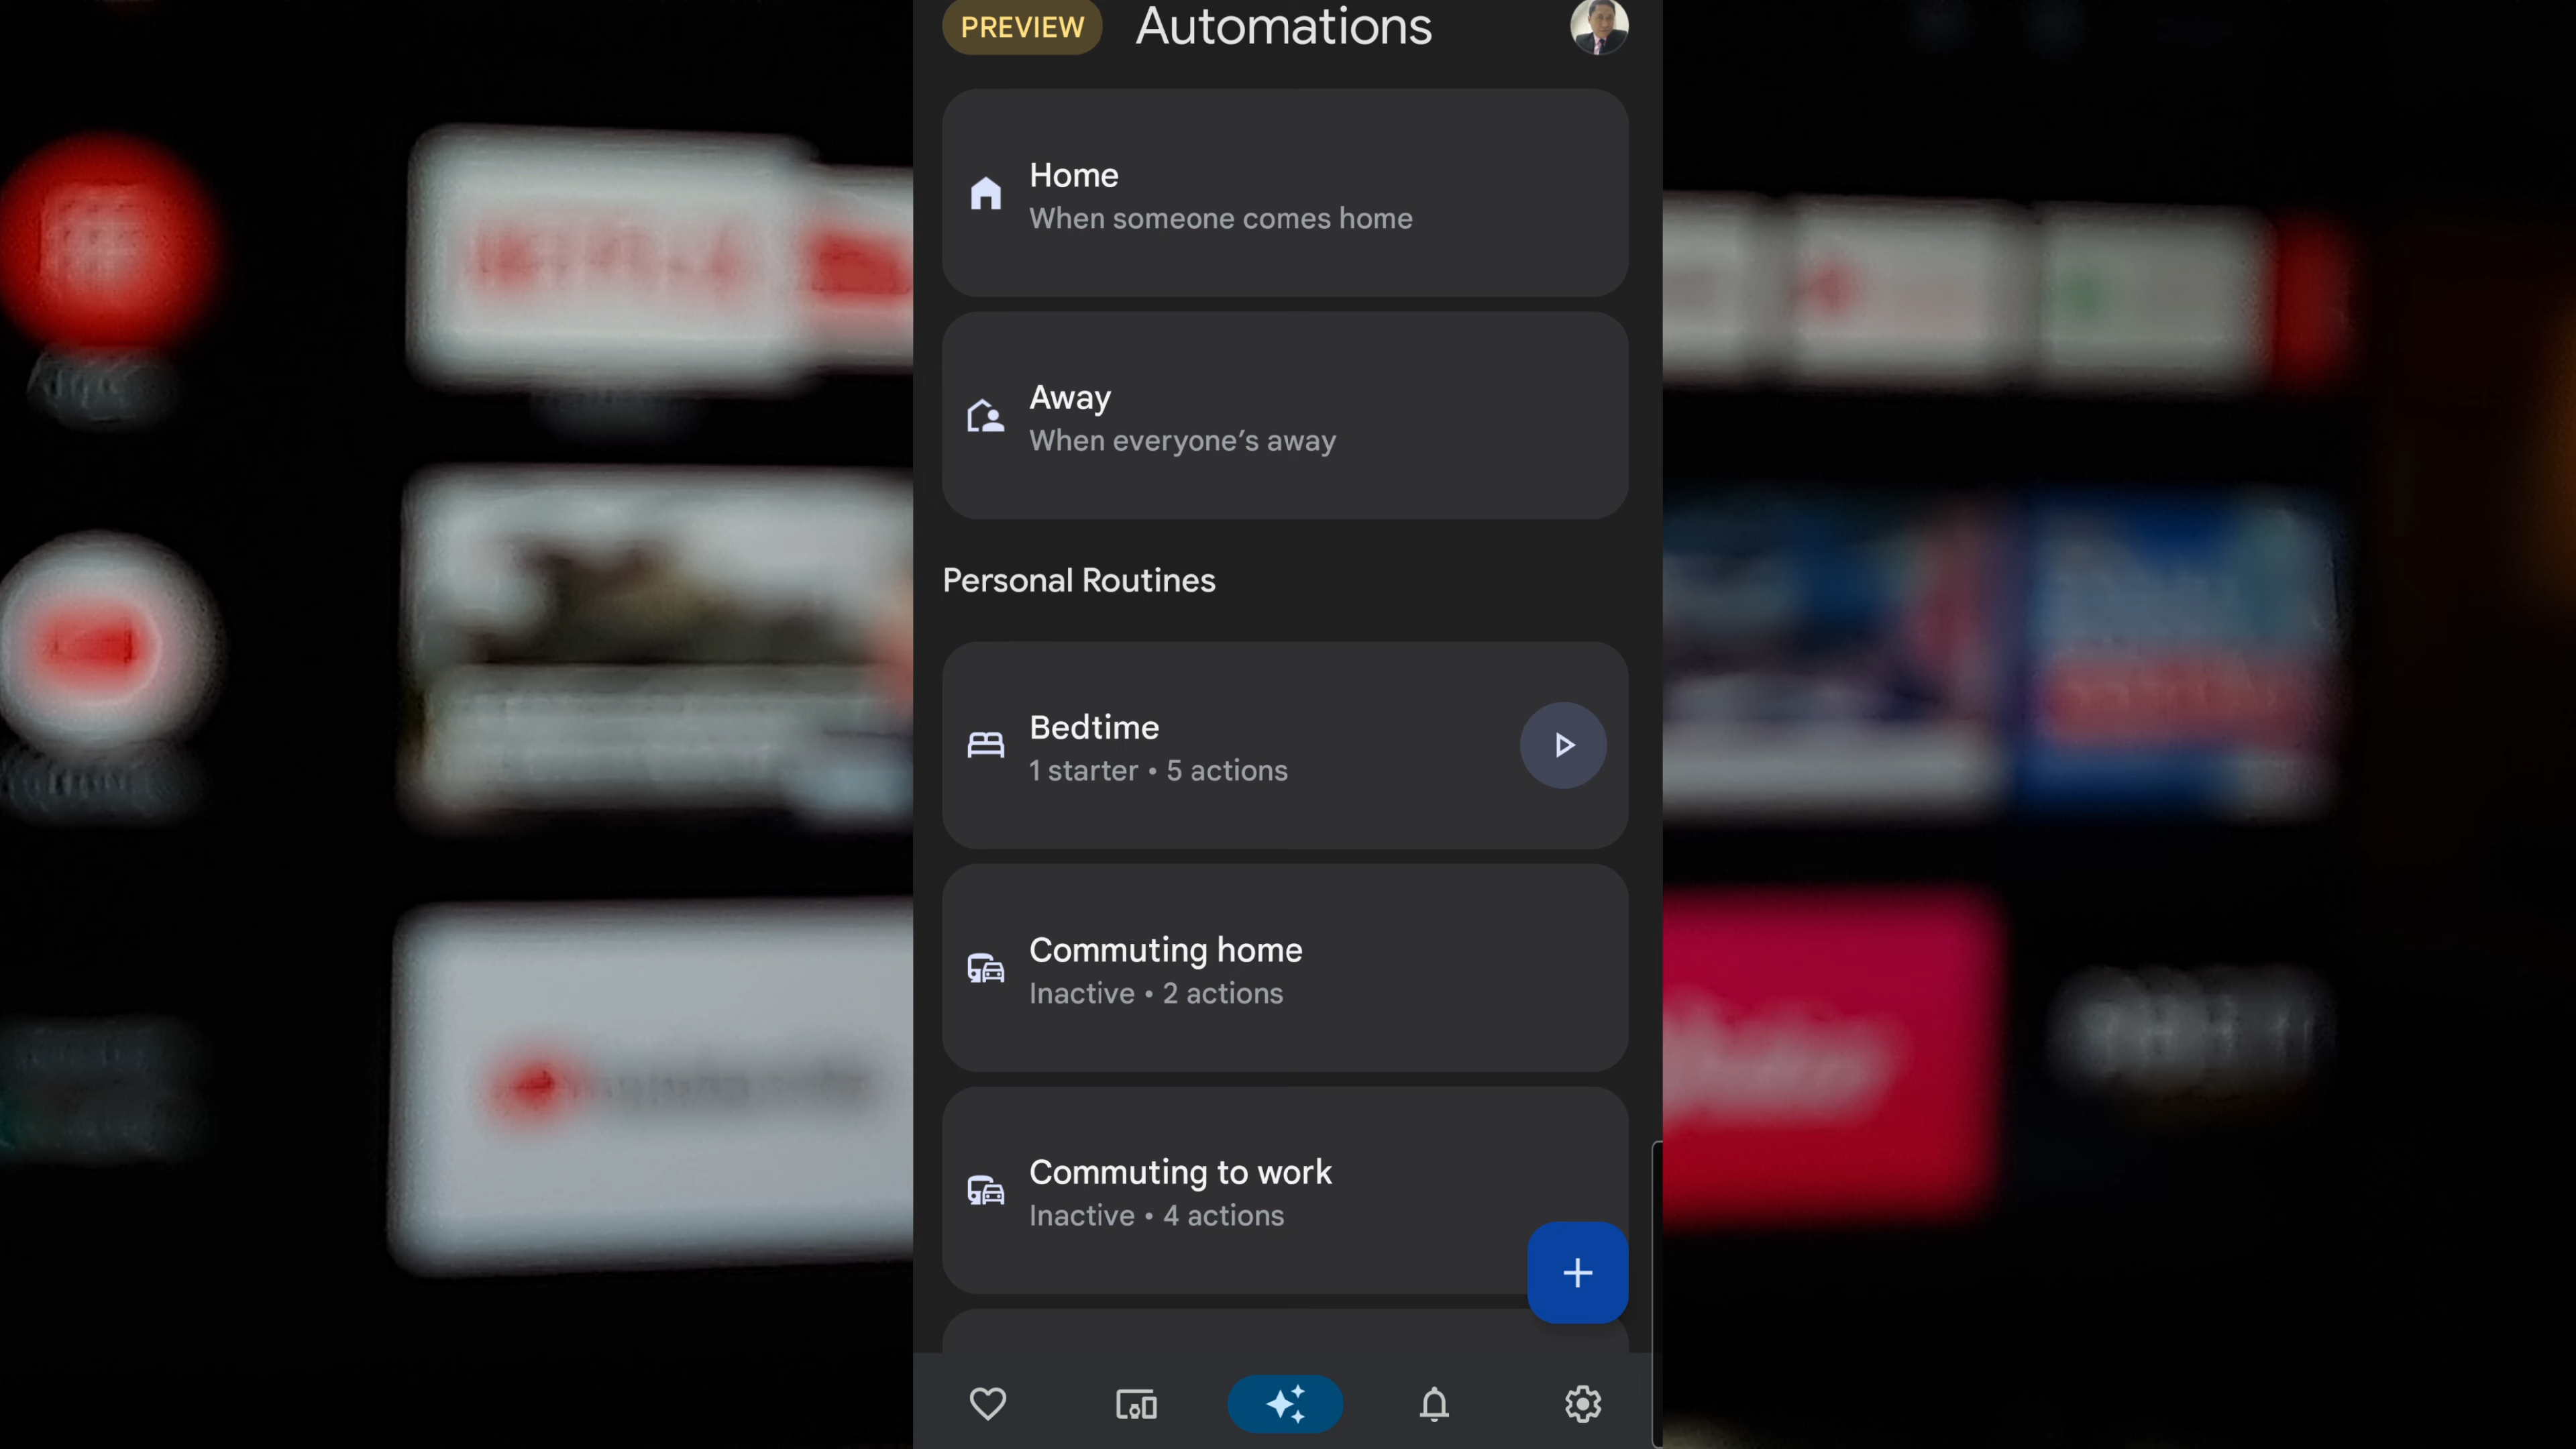 PREVIEW
Automations
Home
When someone comes home
Away
When everyone’s away
Personal Routines
Bedtime
1 starter • 5 actions
Commuting home
Inactive • 2 actions
Commuting to work
Inactive • 4 actions